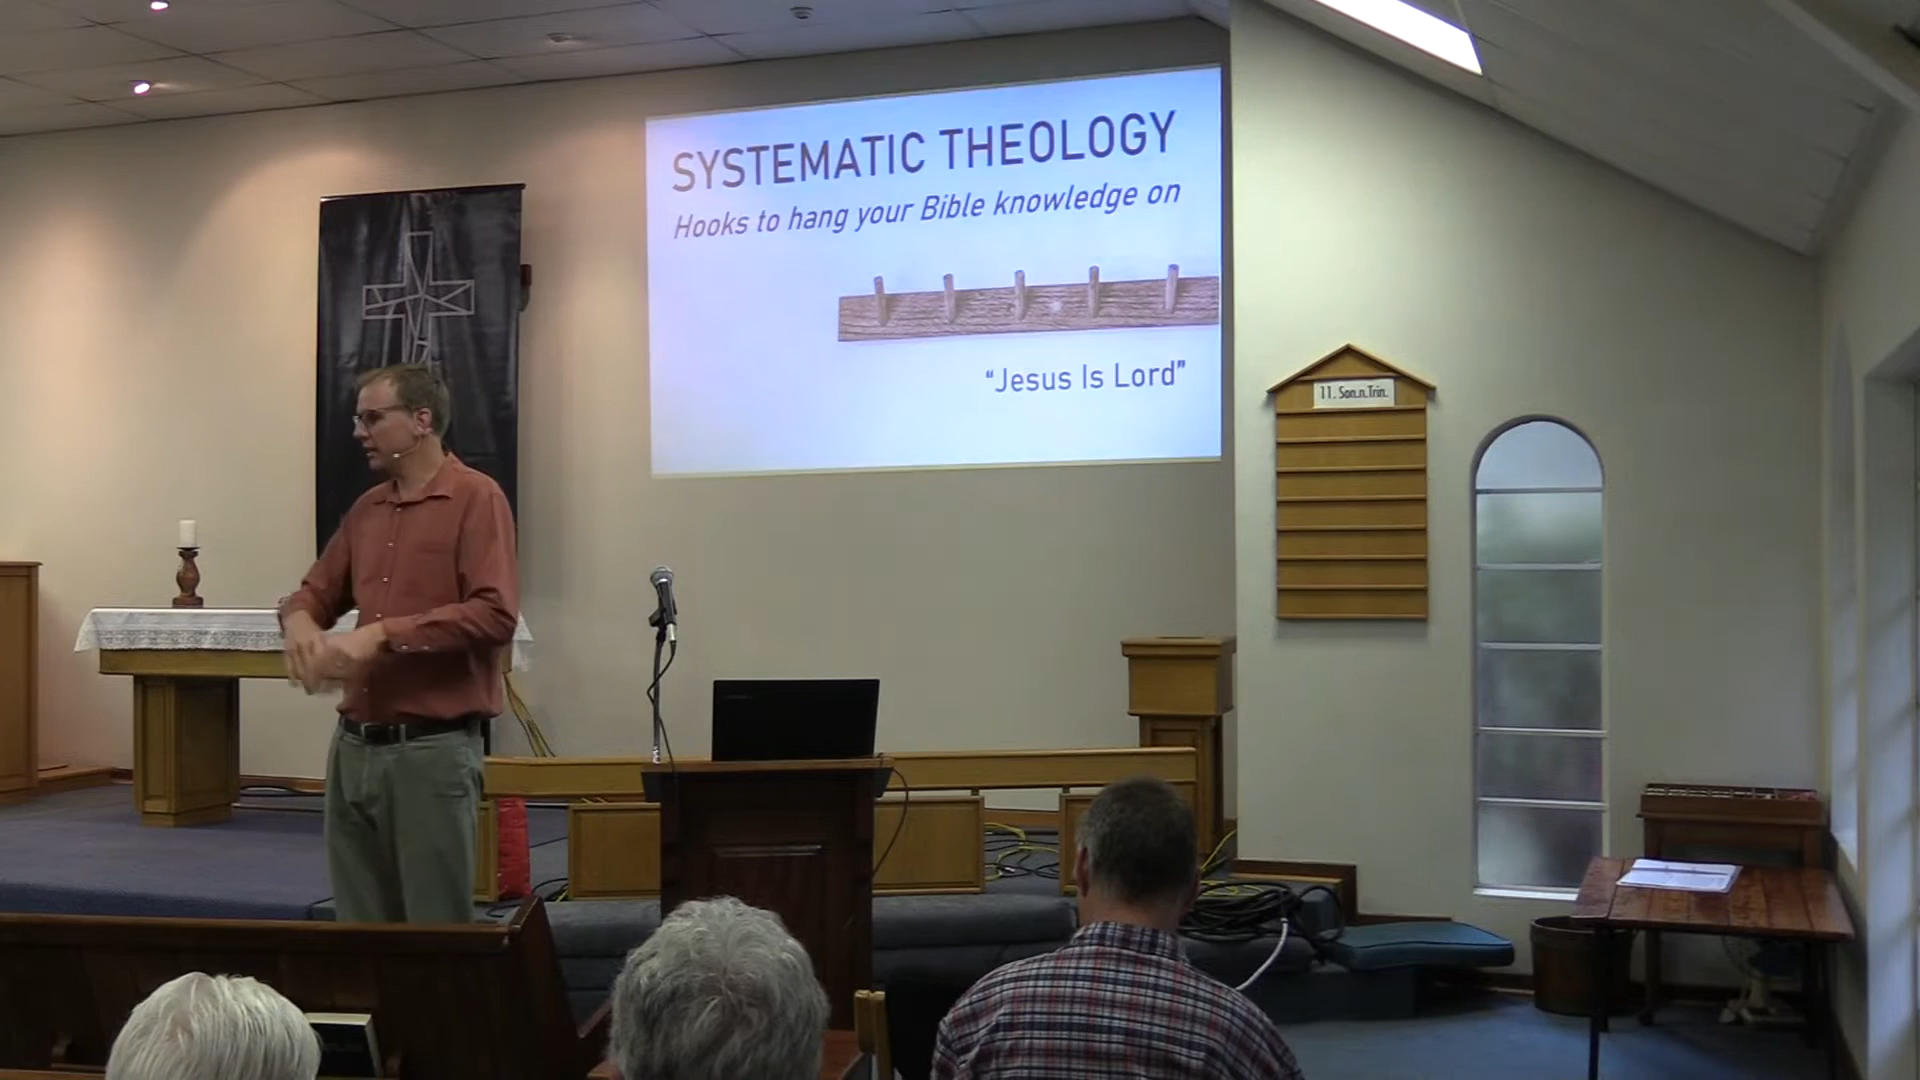 SYSTEMATIC THEOLOGY
Hooks to hang your Bible knowledge on
“Jesus Is Lord”
11. Son.n.Trin.